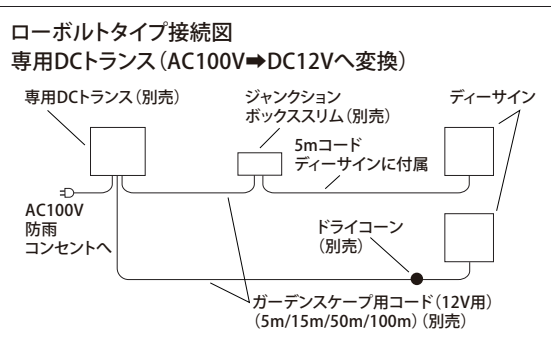 ローボルトタイプ接続図
専用DCトランス（AC100V➡DC12Vへ変換）
専用DCトランス（別売）
ジャンクション
ボックススリム（別売）
ディーサイン
5mコード
ディーサインに付属
AC100V
防雨
コンセントへ
ドライコーン
（別売）
ガーデンスケープ用コード（12V用）
（5m/15m/50m/100m）（別売）